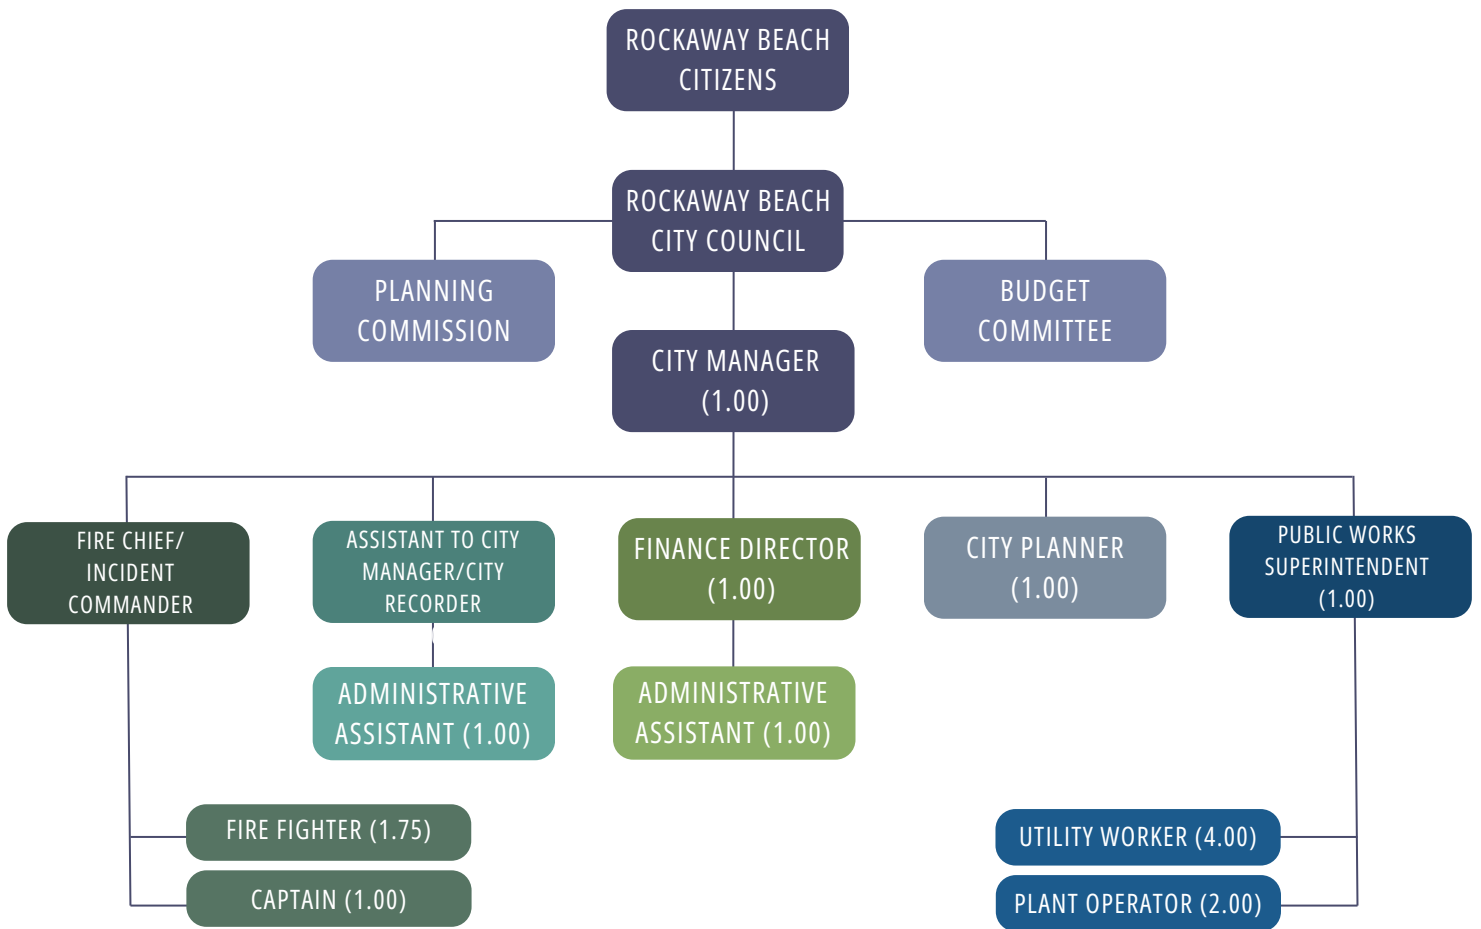 ROCKAWAY BEACH
CITIZENS
ROCKAWAY BEACH
CITY COUNCIL
PLANNING
COMMISSION
BUDGET
COMMITTEE
CITY MANAGER
(1.00)
FIRE CHIEF/
INCIDENT
COMMANDER
ASSISTANT TO CITY
MANAGER/CITY
RECORDER
FINANCE DIRECTOR
(1.00)
CITY PLANNER
(1.00)
PUBLIC WORKS
SUPERINTENDENT
(1.00)
ADMINISTRATIVE
ASSISTANT (1.00)
ADMINISTRATIVE
ASSISTANT (1.00)
FIRE FIGHTER (1.75)
CAPTAIN (1.00)
UTILITY WORKER (4.00)
PLANT OPERATOR (2.00)